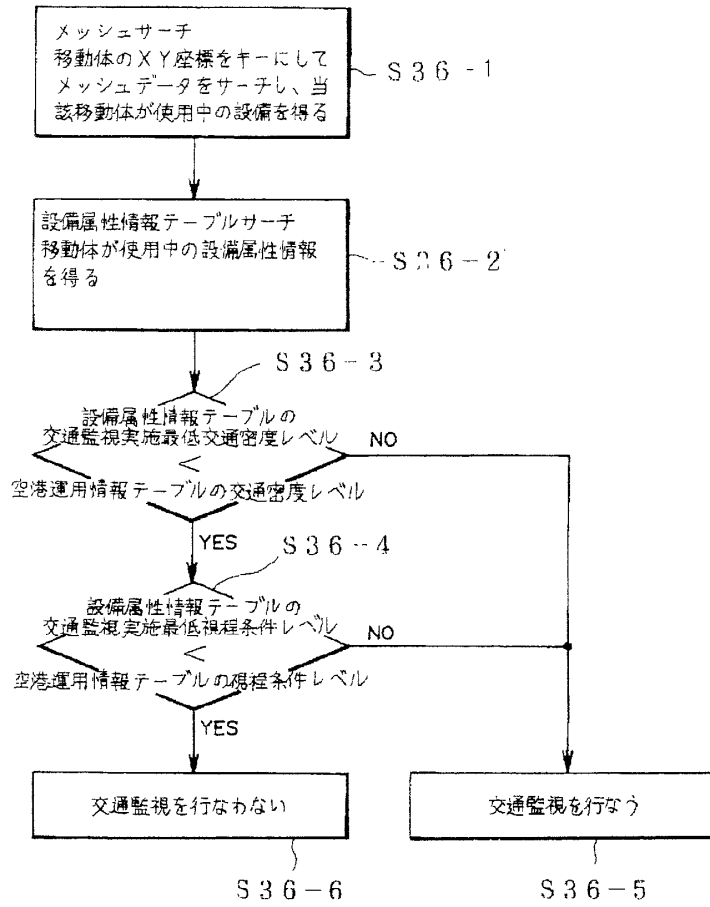 メッシュサーチ
移動体のXY座標をキーにして
メッシュデータをサーチし、当
該移動体が使用中の設備を得る
S36-1
設備属性情報テーブルサーチ
移動体が使用中の設備属性情報
を得る
S36-2
S36-3
設備属性情報テーブルの
交通監視実施最低交通密度レベル
<
空港運用情報テーブルの交通密度レベル
NO
YES
S36-4
設備属性情報テーブルの
交通監視実施最低視程条件レベル
<
空港運用情報テーブルの視程条件レベル
NO
YES
交通監視を行なわない
交通監視を行なう
S36-6
S36-5